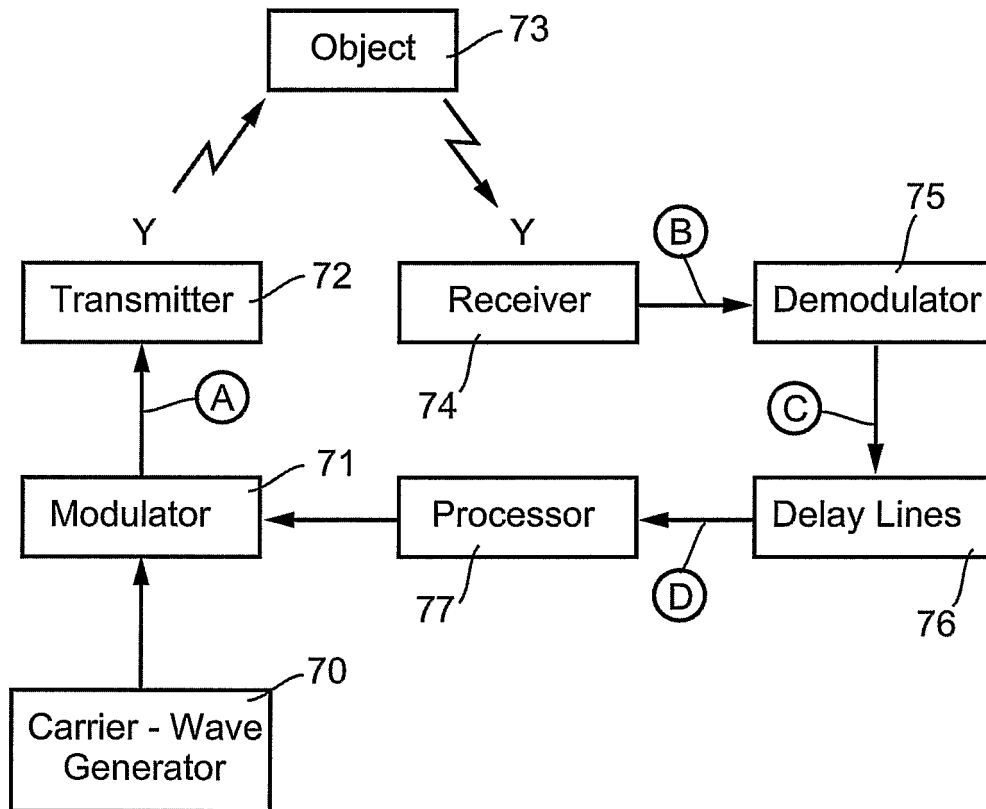 Object
73
Y
Y
B
75
Transmitter
72
Receiver
Demodulator
74
A
C
71
Modulator
Processor
Delay Lines
77
D
76
70
Carrier - Wave
Generator